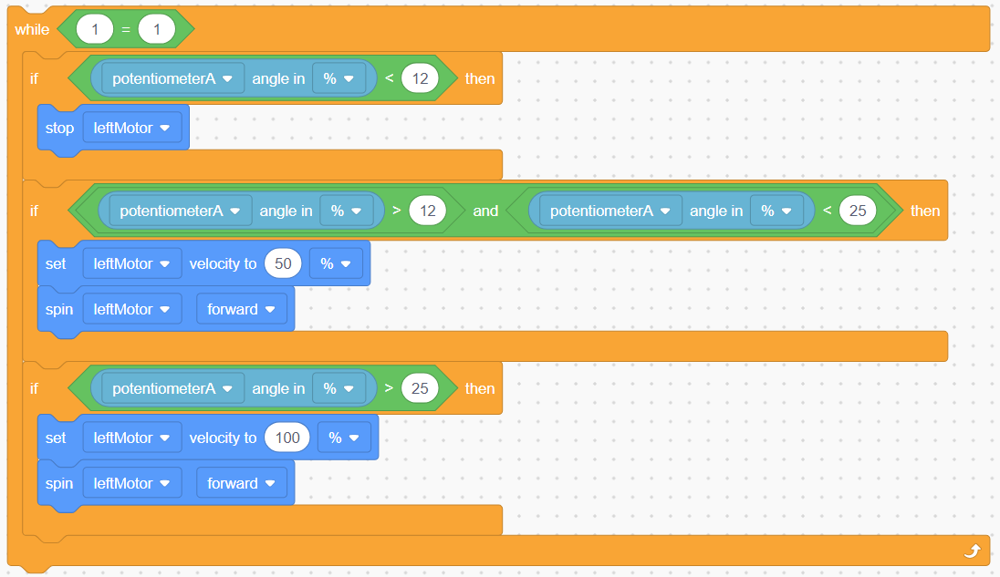 while 1 = 1
if potentiometerA angle in % < 12 then
stop leftMotor
if potentiometerA angle in % > 12 and potentiometerA angle in % < 25 then
set leftMotor velocity to 50 %
spin leftMotor forward
if potentiometerA angle in % > 25 then
set leftMotor velocity to 100 %
spin leftMotor forward